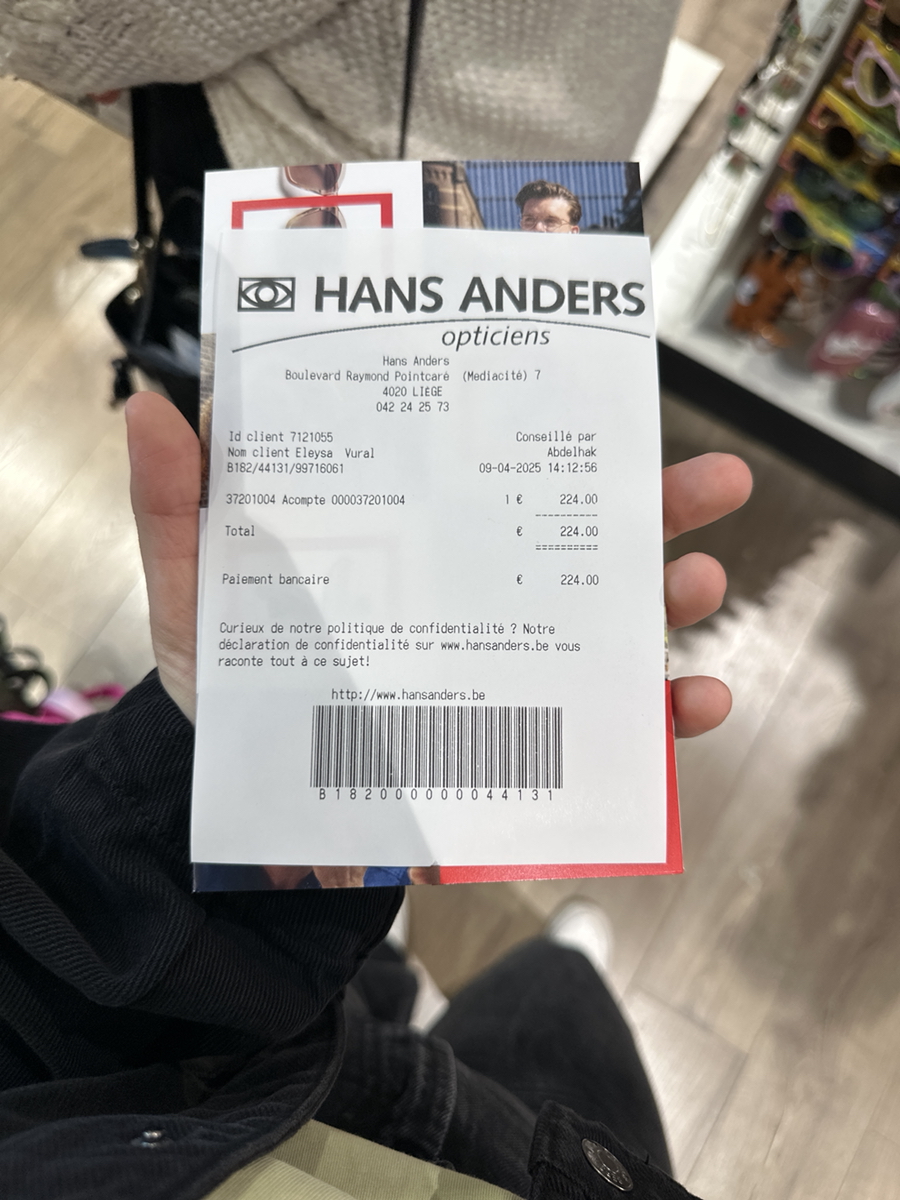 HANS ANDERS
opticiens
Hans Anders
Boulevard Raymond Pointcaré (Mediacité) 7
4020 LIÈGE
042 24 25 73
Id client 7121055 Conseillé par
Nom client Eleysa Vural Abdelhak
B182/44131/99716061 09-04-2025 14:12:56
37201004 Acompte 000037201004 1 € 224.00
----------
Total € 224.00
==========
Paiement bancaire € 224.00
Curieux de notre politique de confidentialité ? Notre
déclaration de confidentialité sur www.hansanders.be vous
raconte tout à ce sujet!
http://www.hansanders.be
B182000000044131